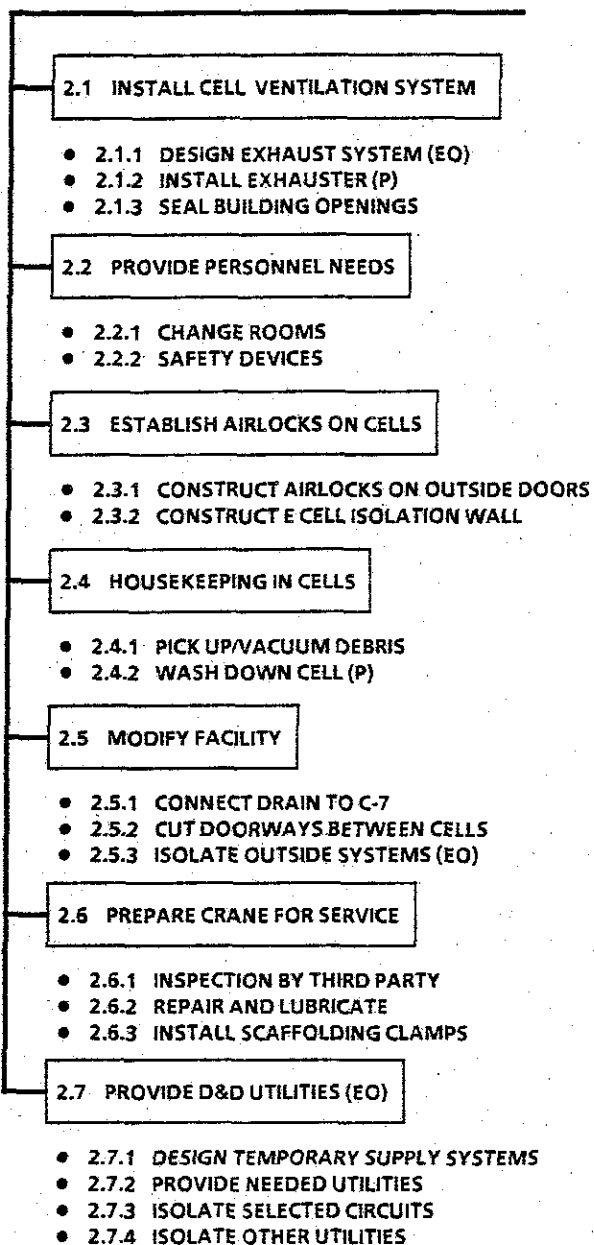 2.1 INSTALL CELL VENTILATION SYSTEM
• 2.1.1 DESIGN EXHAUST SYSTEM (EO)
• 2.1.2 INSTALL EXHAUSTER (P)
• 2.1.3 SEAL BUILDING OPENINGS
2.2 PROVIDE PERSONNEL NEEDS
• 2.2.1 CHANGE ROOMS
• 2.2.2 SAFETY DEVICES
2.3 ESTABLISH AIRLOCKS ON CELLS
• 2.3.1 CONSTRUCT AIRLOCKS ON OUTSIDE DOORS
• 2.3.2 CONSTRUCT E CELL ISOLATION WALL
2.4 HOUSEKEEPING IN CELLS
• 2.4.1 PICK UP/VACUUM DEBRIS
• 2.4.2 WASH DOWN CELL (P)
2.5 MODIFY FACILITY
• 2.5.1 CONNECT DRAIN TO C-7
• 2.5.2 CUT DOORWAYS BETWEEN CELLS
• 2.5.3 ISOLATE OUTSIDE SYSTEMS (EO)
2.6 PREPARE CRANE FOR SERVICE
• 2.6.1 INSPECTION BY THIRD PARTY
• 2.6.2 REPAIR AND LUBRICATE
• 2.6.3 INSTALL SCAFFOLDING CLAMPS
2.7 PROVIDE D&D UTILITIES (EO)
• 2.7.1 DESIGN TEMPORARY SUPPLY SYSTEMS
• 2.7.2 PROVIDE NEEDED UTILITIES
• 2.7.3 ISOLATE SELECTED CIRCUITS
• 2.7.4 ISOLATE OTHER UTILITIES